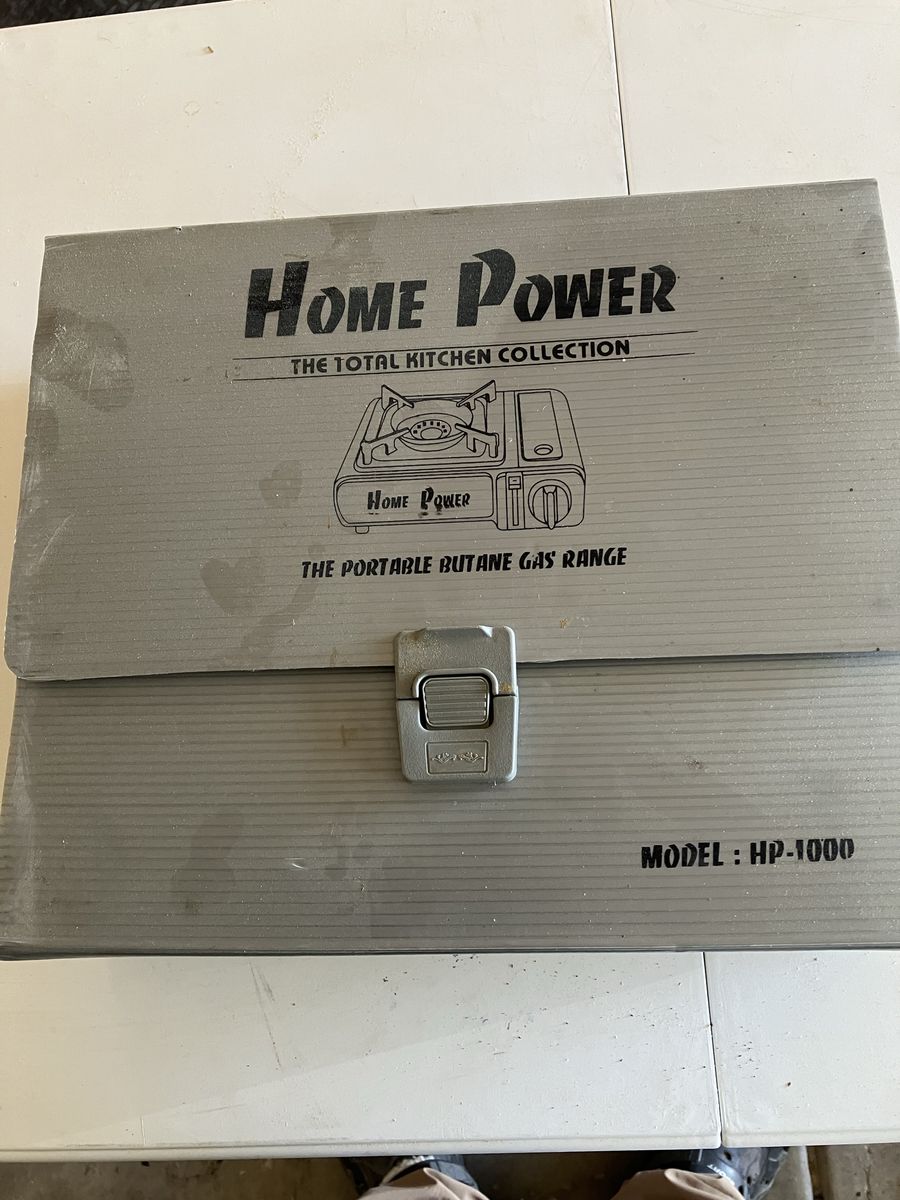 HOME POWER
THE TOTAL KITCHEN COLLECTION
HOME POWER
THE PORTABLE BUTANE GAS RANGE
MODEL : HP-1000